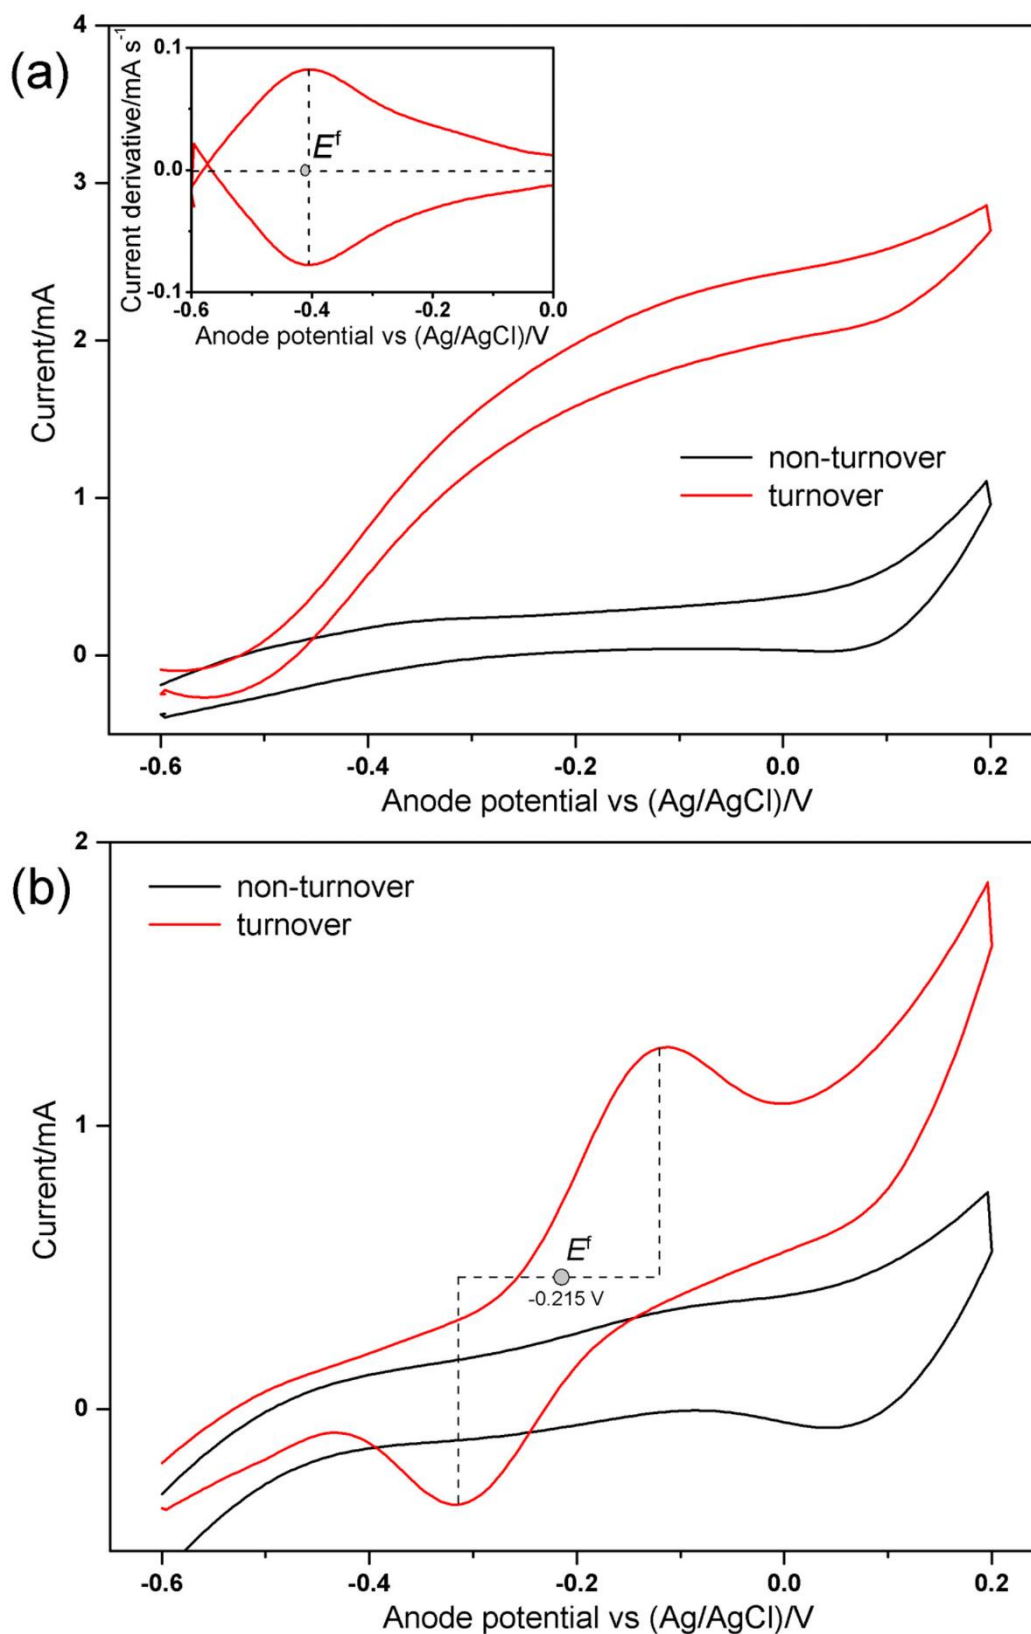 (a)
4
3
2
1
0
Current/mA
0.1
0.0
-0.1
Current derivative/mA s⁻¹
Eᶠ
-0.6 -0.4 -0.2 0.0
Anode potential vs (Ag/AgCl)/V
non-turnover
turnover
-0.6 -0.4 -0.2 0.0 0.2
Anode potential vs (Ag/AgCl)/V
(b)
2
1
0
Current/mA
non-turnover
turnover
Eᶠ
-0.215 V
-0.6 -0.4 -0.2 0.0 0.2
Anode potential vs (Ag/AgCl)/V